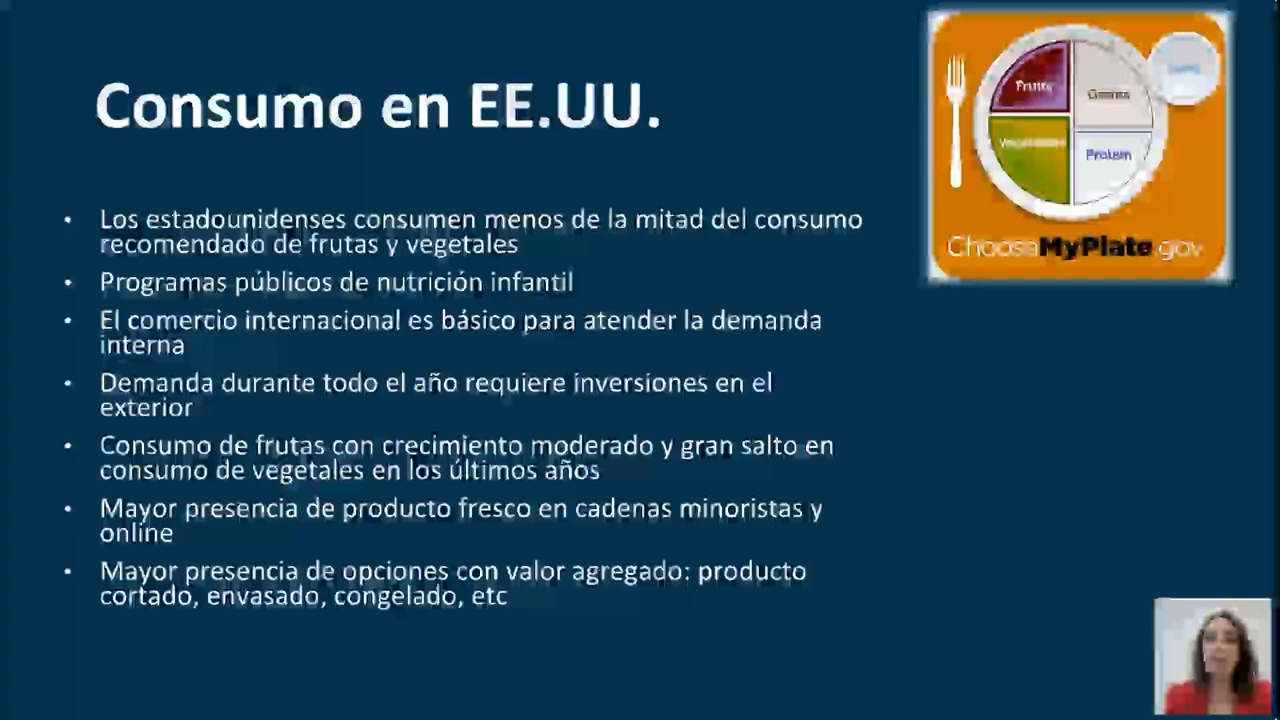 Consumo en EE.UU.
• Los estadounidenses consumen menos de la mitad del consumo
recomendado de frutas y vegetales
• Programas públicos de nutrición infantil
• El comercio internacional es básico para atender la demanda
interna
• Demanda durante todo el año requiere inversiones en el
exterior
• Consumo de frutas con crecimiento moderado y gran salto en
consumo de vegetales en los últimos años
• Mayor presencia de producto fresco en cadenas minoristas y
online
• Mayor presencia de opciones con valor agregado: producto
cortado, envasado, congelado, etc
Fruits
Grains
Vegetables
Protein
ChooseMyPlate.gov